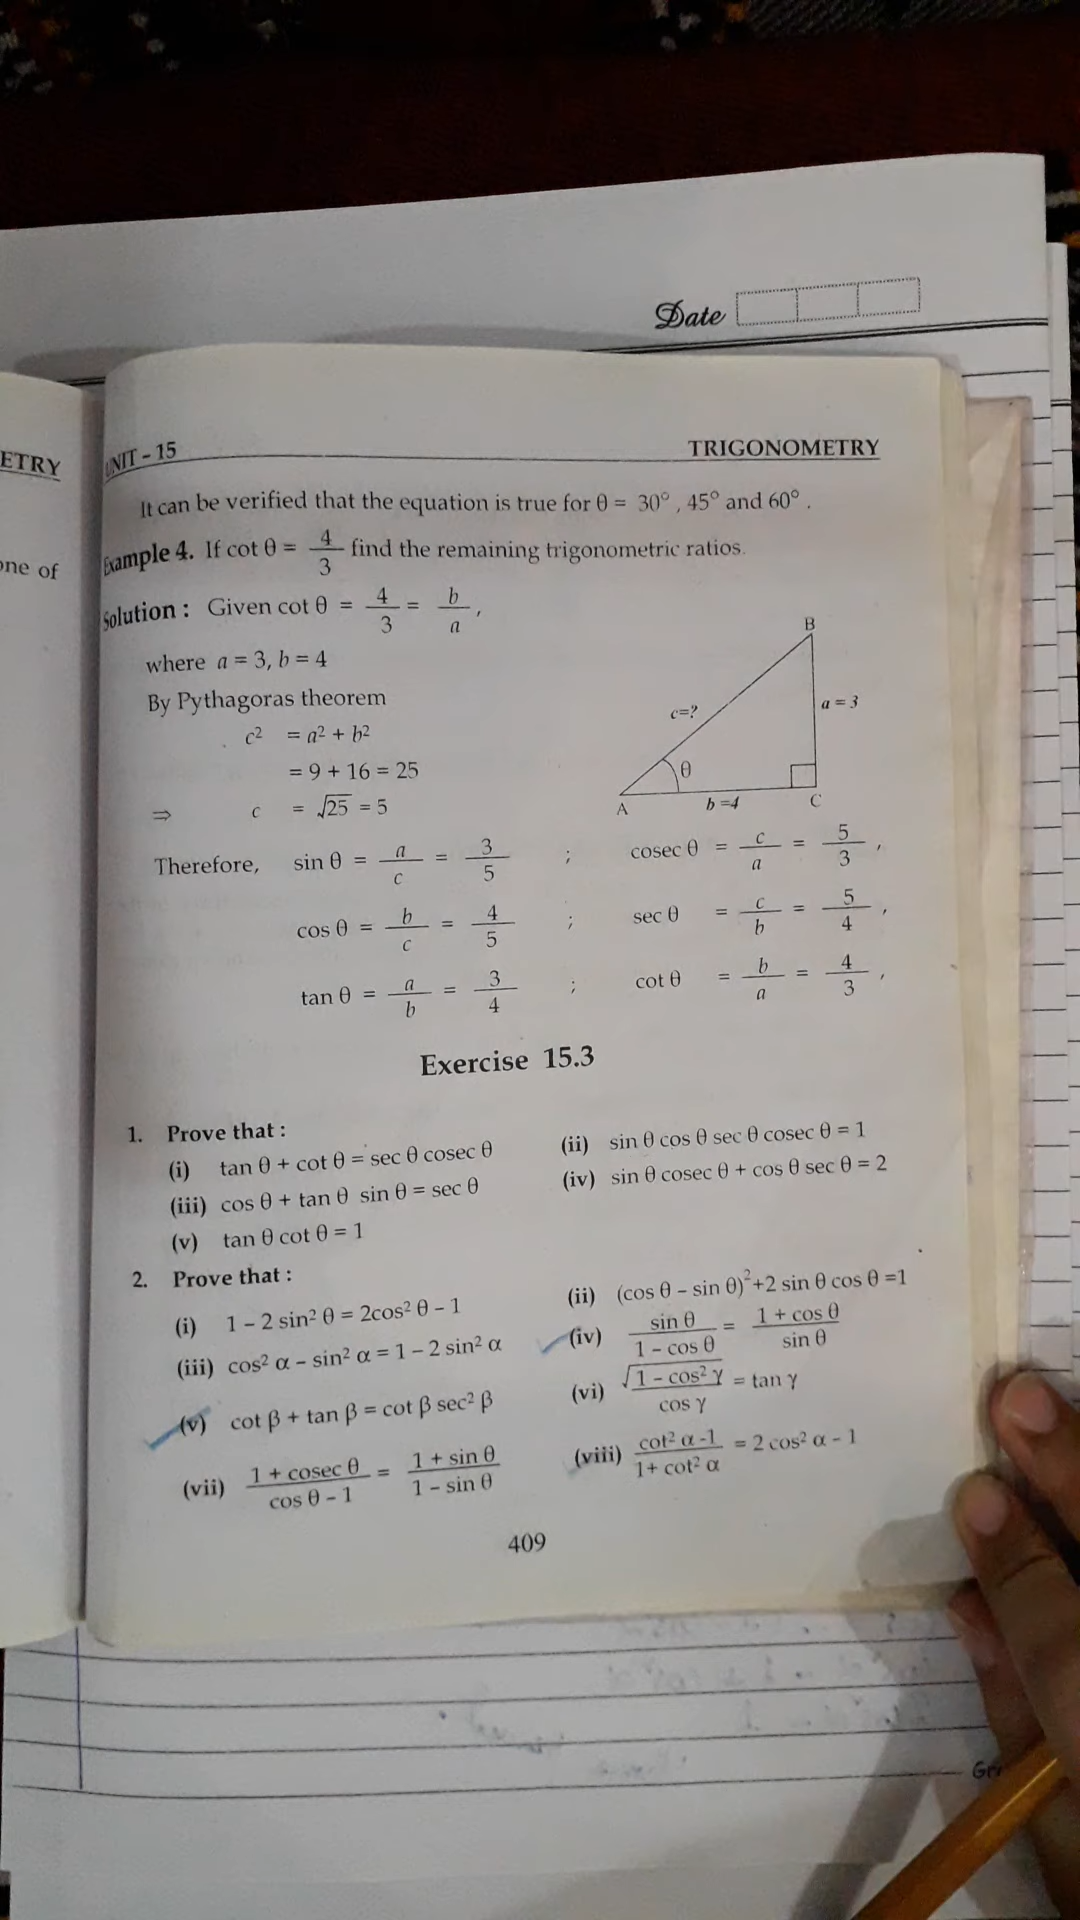 Date
ETRY
one of
UNIT – 15 TRIGONOMETRY
It can be verified that the equation is true for θ = 30° , 45° and 60° .
Example 4. If cot θ = 4/3 find the remaining trigonometric ratios.
Solution : Given cot θ = 4/3 = b/a ,
where a = 3, b = 4
By Pythagoras theorem
c² = a² + b²
= 9 + 16 = 25
⇒ c = √25 = 5
B
c=?
a = 3
θ
A
b =4
C
Therefore, sin θ = a/c = 3/5 ; cosec θ = c/a = 5/3 ,
cos θ = b/c = 4/5 ; sec θ = c/b = 5/4 ,
tan θ = a/b = 3/4 ; cot θ = b/a = 4/3 ,
Exercise 15.3
1. Prove that :
(i) tan θ + cot θ = sec θ cosec θ (ii) sin θ cos θ sec θ cosec θ = 1
(iii) cos θ + tan θ sin θ = sec θ (iv) sin θ cosec θ + cos θ sec θ = 2
(v) tan θ cot θ = 1
2. Prove that :
(i) 1 – 2 sin² θ = 2cos² θ – 1 (ii) (cos θ – sin θ)²+2 sin θ cos θ =1
(iii) cos² α – sin² α = 1 – 2 sin² α (iv) sin θ/1 – cos θ = 1 + cos θ/sin θ
(v) cot β + tan β = cot β sec² β (vi) √1 – cos² γ/cos γ = tan γ
(vii) 1 + cosec θ/cos θ – 1 = 1 + sin θ/1 – sin θ (viii) cot² α -1/1+ cot² α = 2 cos² α – 1
409